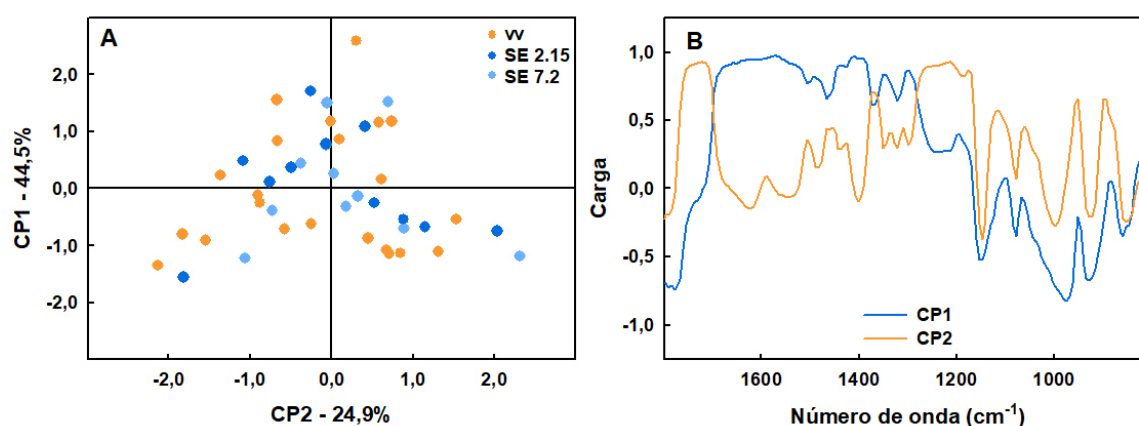 A
VV
SE 2.15
SE 7.2
CP1 - 44,5%
2,0
1,0
0,0
-1,0
-2,0
-2,0
-1,0
0,0
1,0
2,0
CP2 - 24,9%
B
Carga
1,0
0,5
0,0
-0,5
-1,0
CP1
CP2
1600
1400
1200
1000
Número de onda (cm⁻¹)